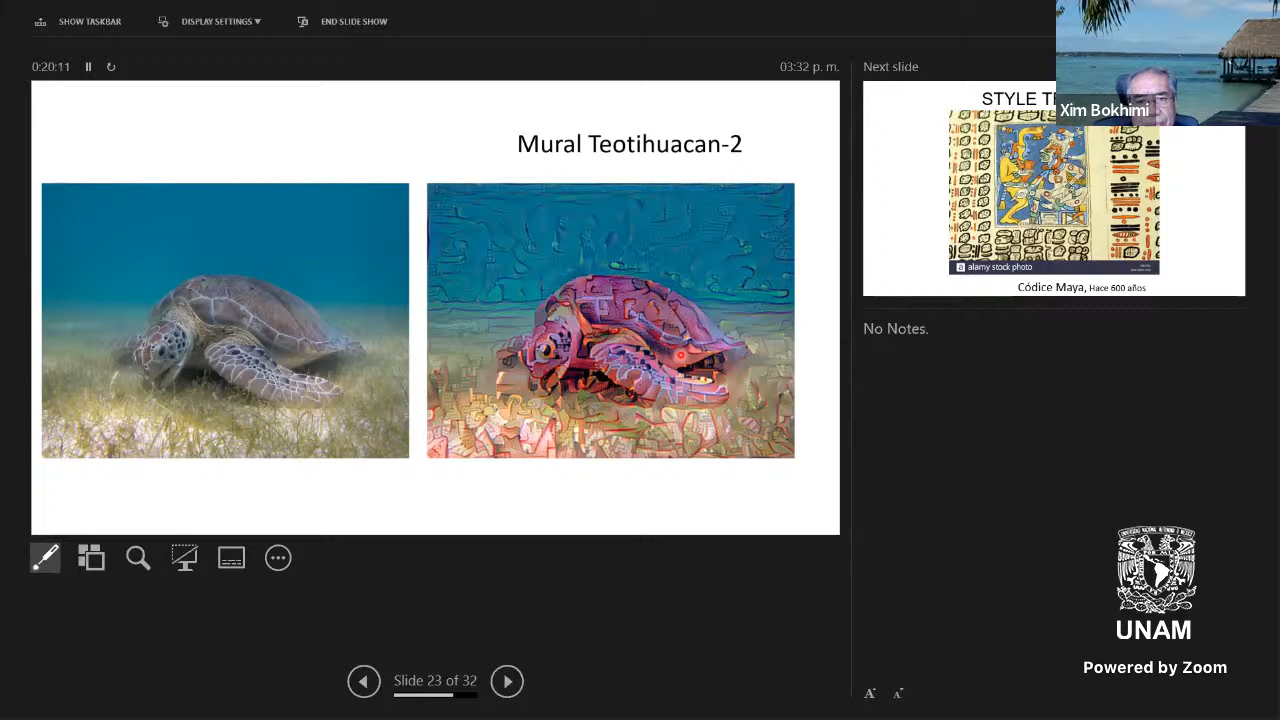 SHOW TASKBAR
DISPLAY SETTINGS
END SLIDE SHOW
0:20:11
03:32 p. m.
Mural Teotihuacan-2
Next slide
Xim Bokhimi
STYLE
a alamy stock photo
Códice Maya, Hace 600 años
No Notes.
Slide 23 of 32
UNAM
Powered by Zoom
A A